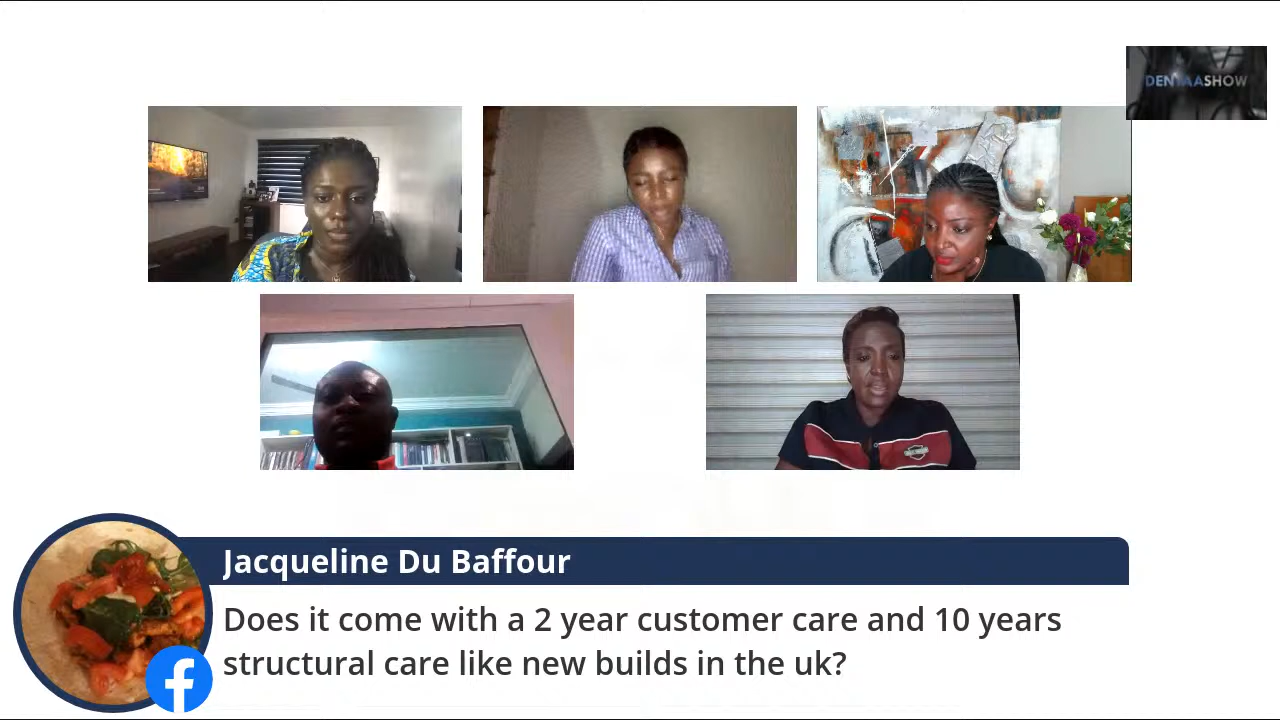 DENYAASHOW
Jacqueline Du Baffour
Does it come with a 2 year customer care and 10 years
structural care like new builds in the uk?